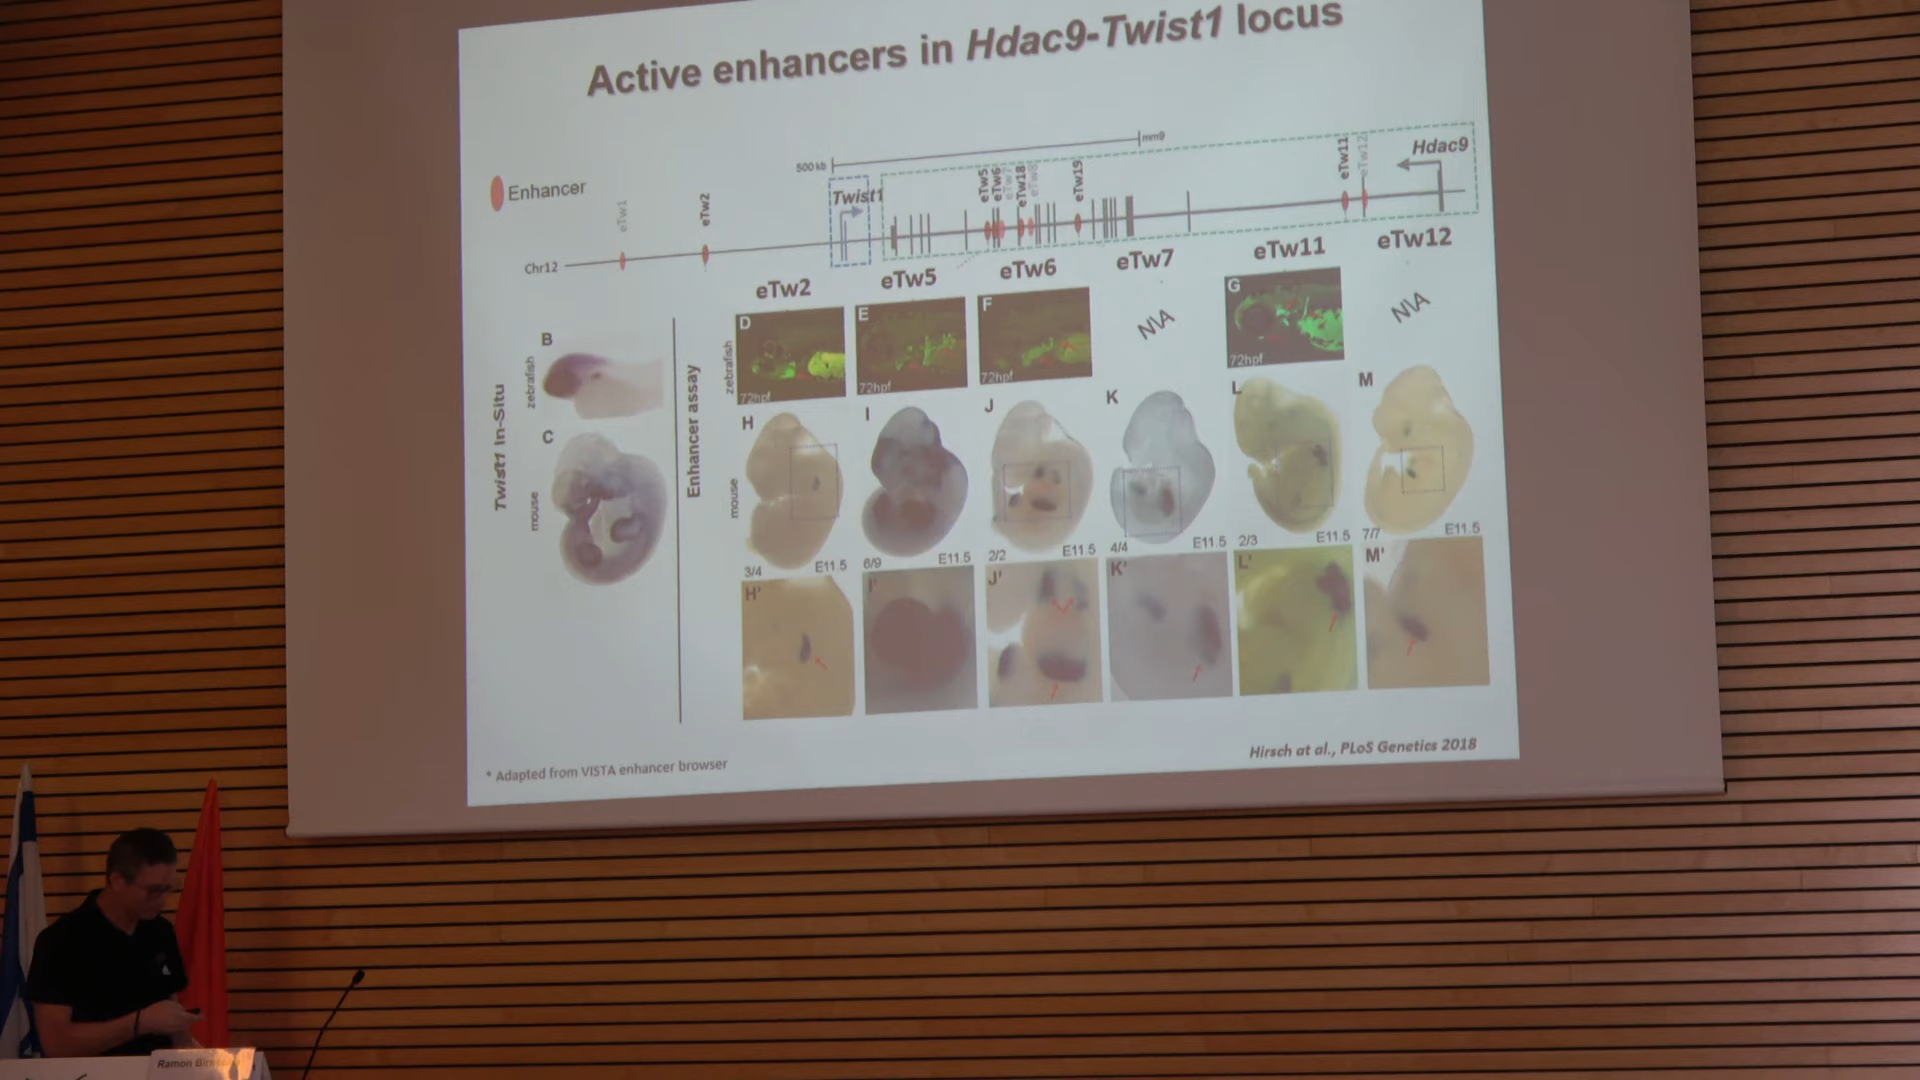 Active enhancers in Hdac9-Twist1 locus
500 kb
mm9
Enhancer
eTw1
eTw2
Twist1
eTw5
eTw6
eTw7
eTw18
eTw8
eTw19
eTw11
eTw12
Hdac9
Chr12
eTw2
eTw5
eTw6
eTw7
eTw11
eTw12
Twist1 In-Situ
zebrafish
B
mouse
C
Enhancer assay
zebrafish
D
72hpf
E
72hpf
F
72hpf
N\A
G
72hpf
N\A
mouse
H
I
J
K
L
M
3/4
E11.5
6/9
E11.5
2/2
E11.5
4/4
E11.5
2/3
E11.5
7/7
E11.5
H'
I'
J'
K'
L'
M'
* Adapted from VISTA enhancer browser
Hirsch at al., PLoS Genetics 2018
Ramon